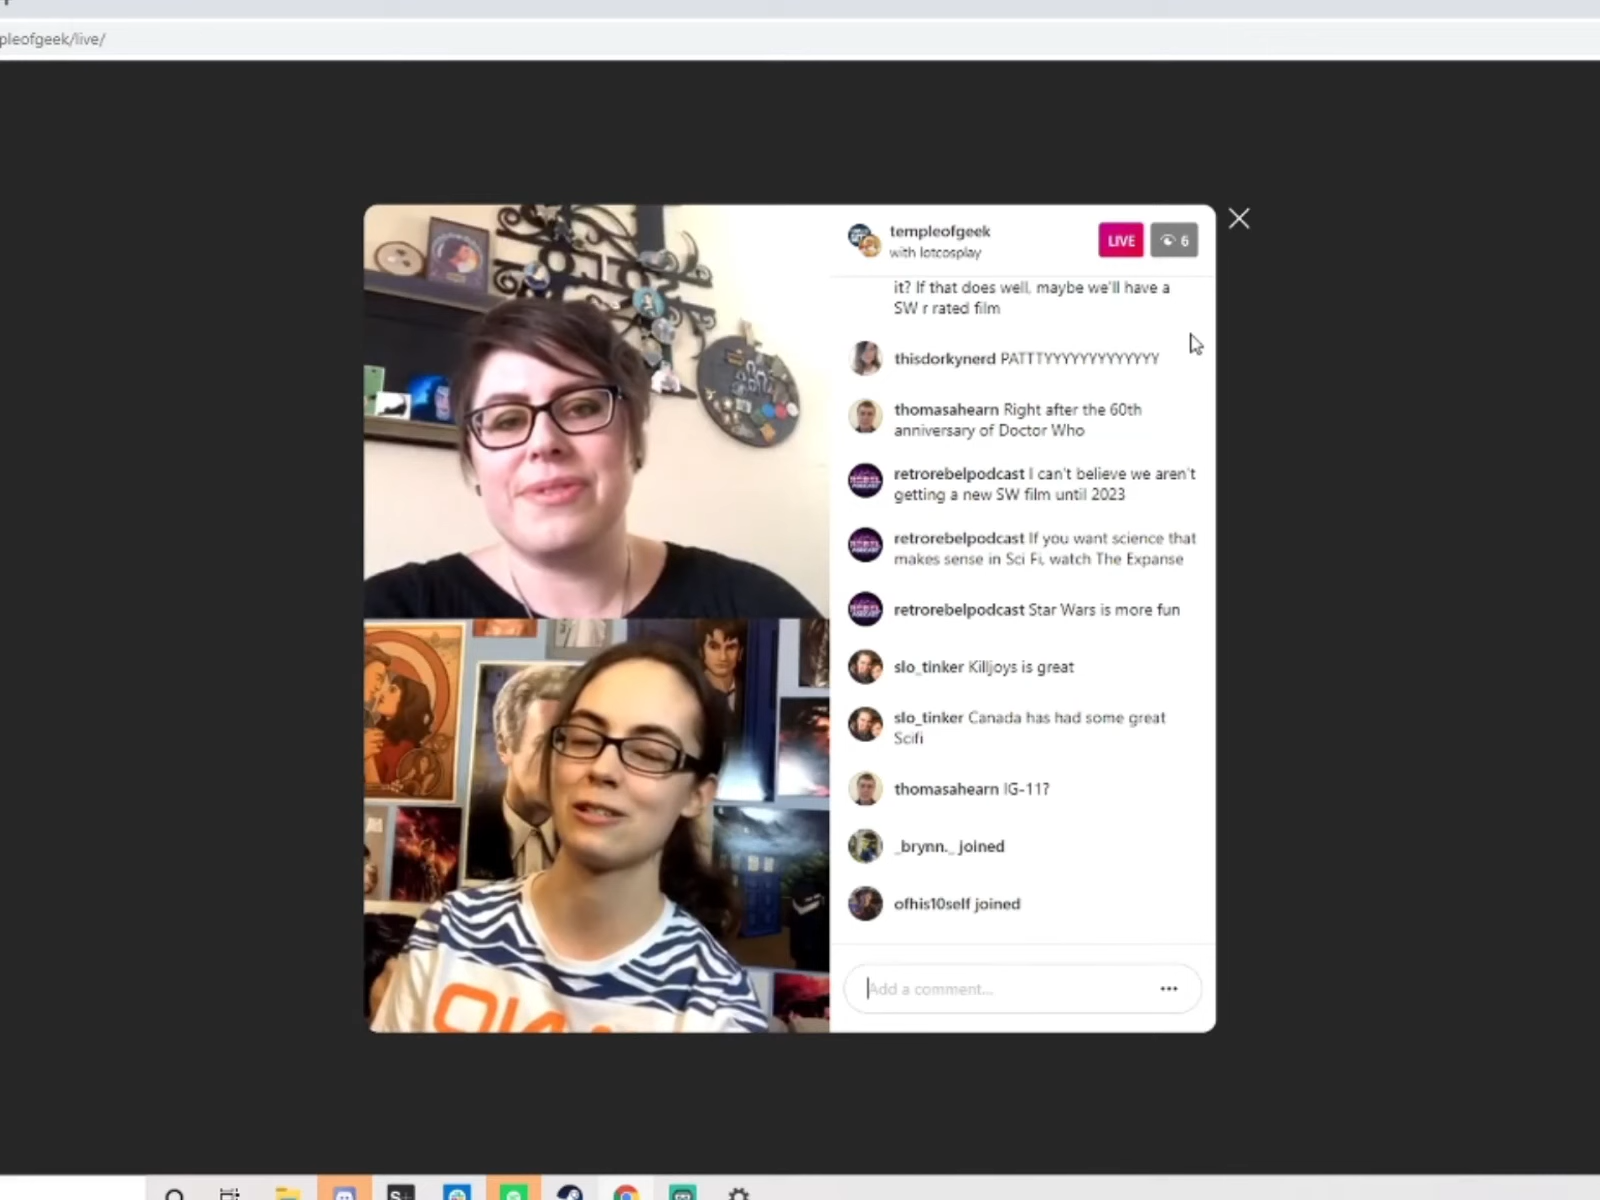 pleofgeek/live/
templeofgeek
with lotcosplay
LIVE
6
it? If that does well, maybe we'll have a
SW r rated film
thisdorkynerd PATTTYYYYYYYYYYYYY
thomasahearn Right after the 60th
anniversary of Doctor Who
retrorebelpodcast I can't believe we aren't
getting a new SW film until 2023
retrorebelpodcast If you want science that
makes sense in Sci Fi, watch The Expanse
retrorebelpodcast Star Wars is more fun
slo_tinker Killjoys is great
slo_tinker Canada has had some great
Scifi
thomasahearn IG-11?
_brynn._ joined
ofhis10self joined
Add a comment...